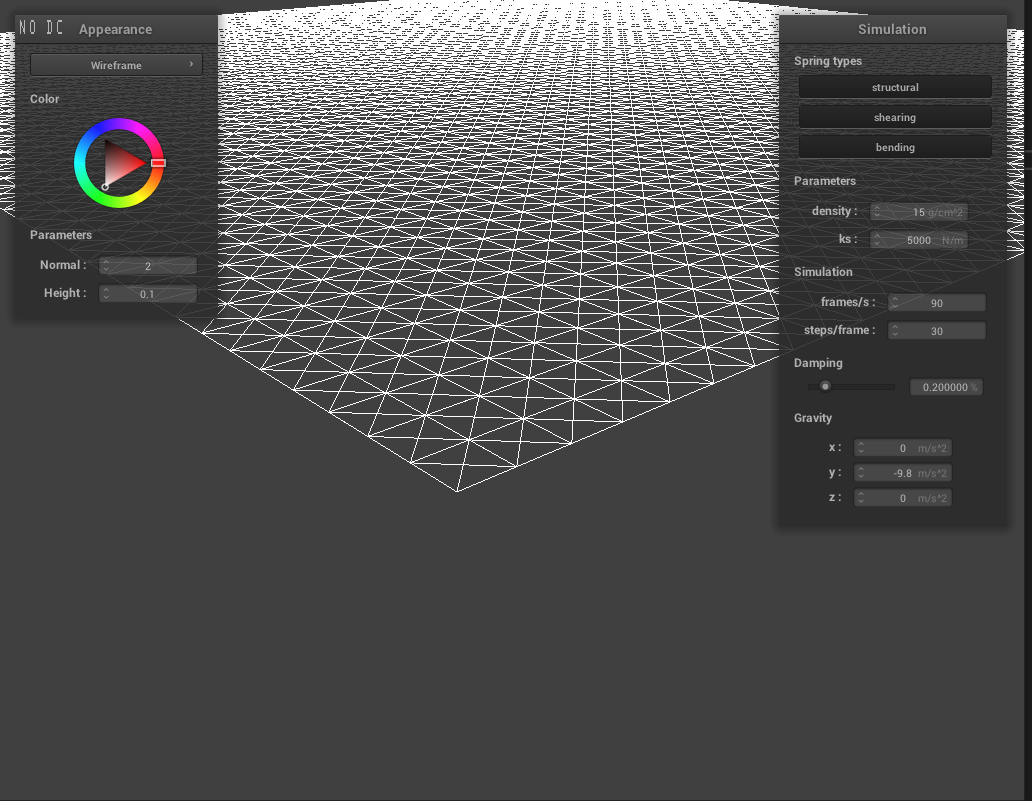 NO DC Appearance
Wireframe
Color
Parameters
Normal : 2
Height : 0.1
Simulation
Spring types
structural
shearing
bending
Parameters
density : 15 g/cm^2
ks : 5000 N/m
Simulation
frames/s : 90
steps/frame : 30
Damping
0.200000 %
Gravity
x : 0 m/s^2
y : -9.8 m/s^2
z : 0 m/s^2